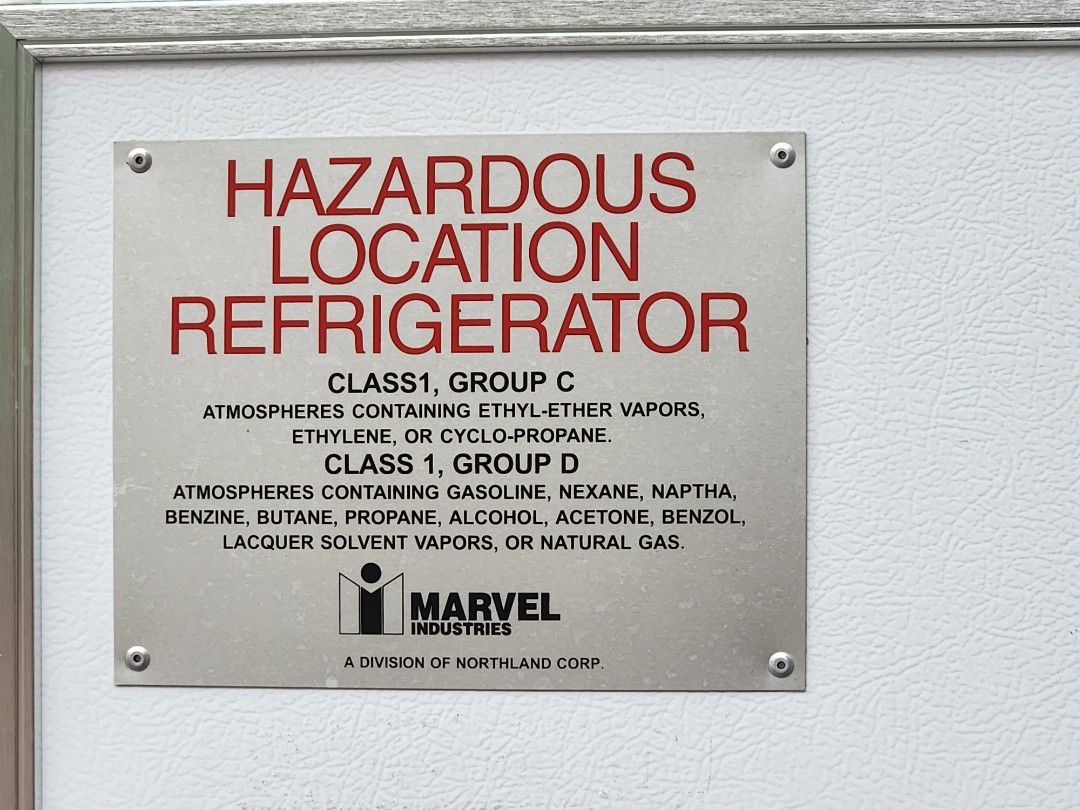 HAZARDOUS
LOCATION
REFRIGERATOR
CLASS1, GROUP C
ATMOSPHERES CONTAINING ETHYL-ETHER VAPORS,
ETHYLENE, OR CYCLO-PROPANE.
CLASS 1, GROUP D
ATMOSPHERES CONTAINING GASOLINE, NEXANE, NAPTHA,
BENZINE, BUTANE, PROPANE, ALCOHOL, ACETONE, BENZOL,
LACQUER SOLVENT VAPORS, OR NATURAL GAS.
MARVEL
INDUSTRIES
A DIVISION OF NORTHLAND CORP.